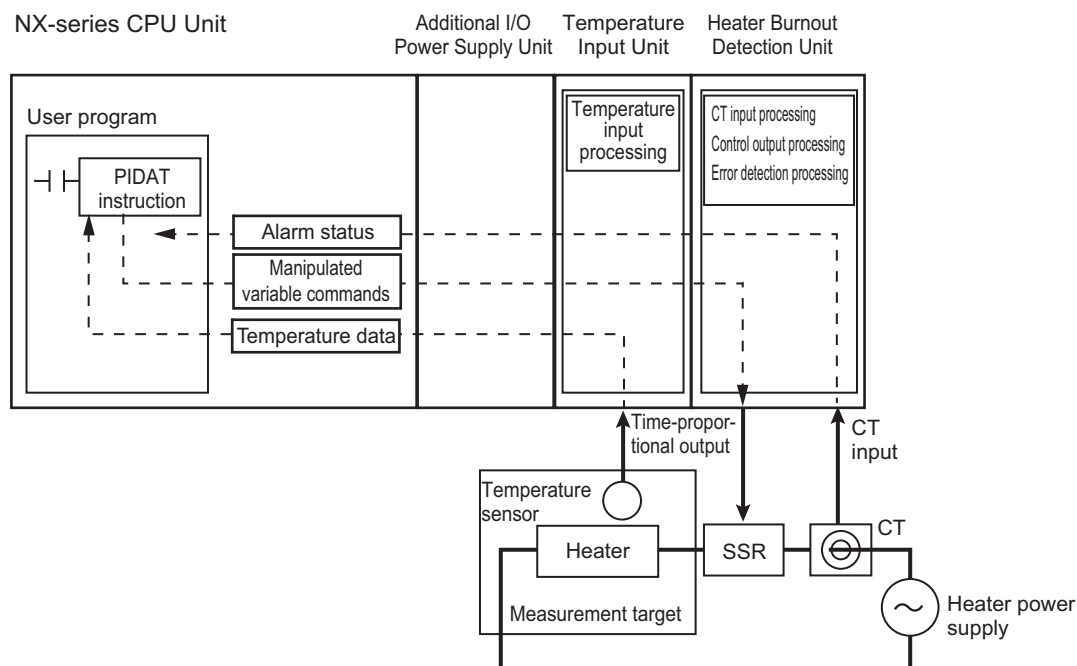 NX-series CPU Unit
Additional I/O
Power Supply Unit
Temperature
Input Unit
Heater Burnout
Detection Unit
User program
PIDAT
instruction
Temperature
input
processing
CT input processing
Control output processing
Error detection processing
Alarm status
Manipulated
variable commands
Temperature data
Time-propor-
tional output
CT
input
Temperature
sensor
Heater
SSR
CT
Measurement target
Heater power
supply